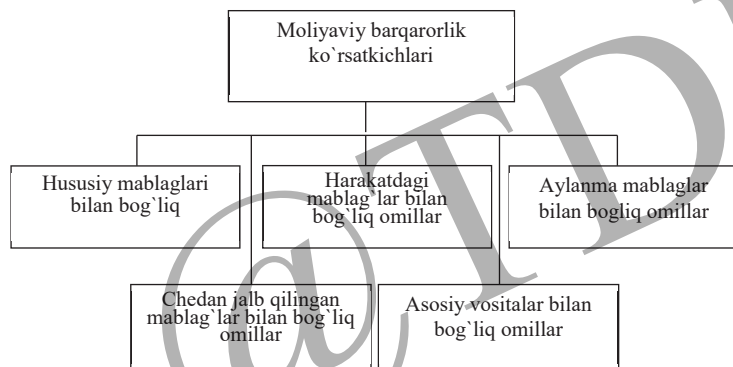 Moliyaviy barqarorlik
ko`rsatkichlari
Hususiy mablaglari
bilan bog`liq
Harakatdagi
mablag`lar bilan
bog`liq omillar
Aylanma mablaglar
bilan bogliq omillar
Chedan jalb qilingan
mablag`lar bilan bog`liq
omillar
Asosiy vositalar bilan
bog`liq omillar
@TD